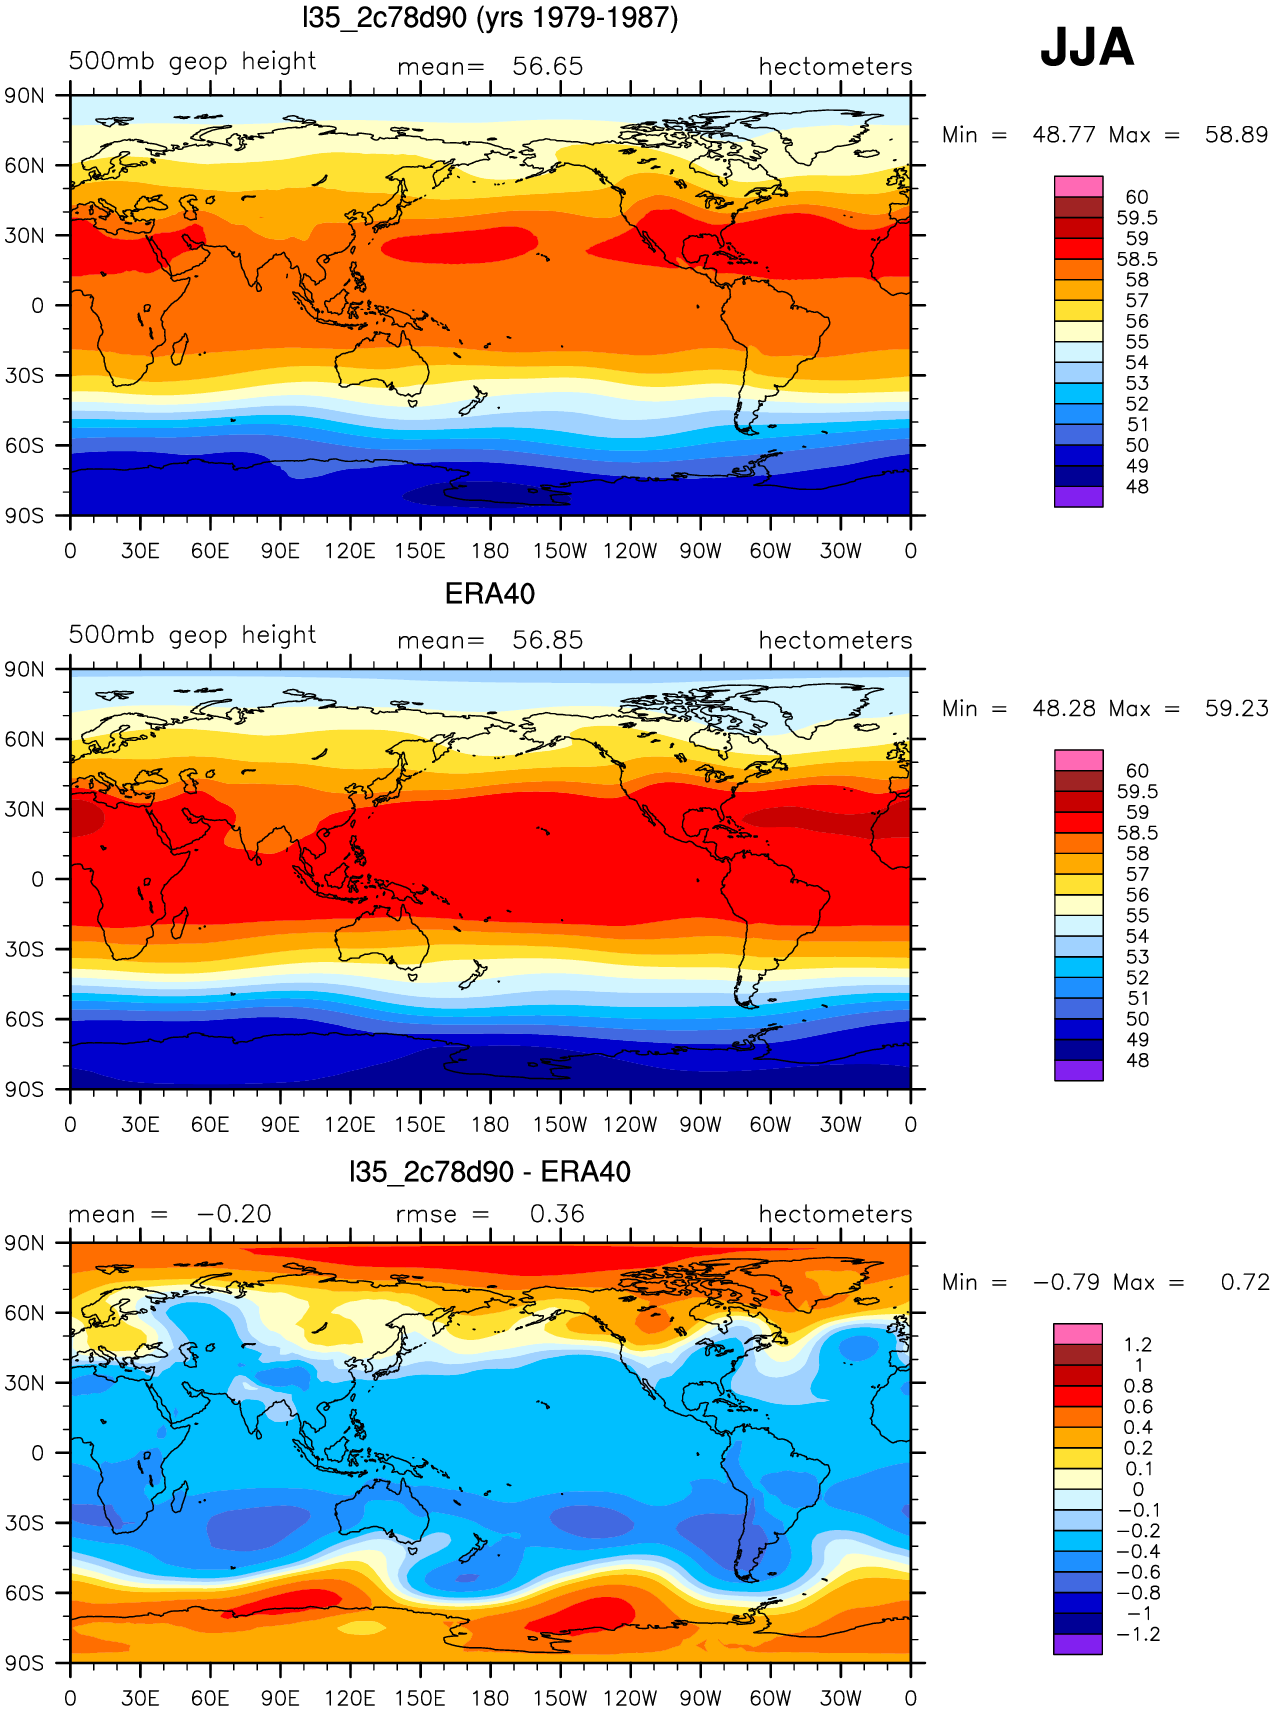 l35_2c78d90 (yrs 1979-1987)
JJA
500mb geop height mean= 56.65 hectometers
Min = 48.77 Max = 58.89
90N
60N
30N
0
30S
60S
90S
0 30E 60E 90E 120E 150E 180 150W 120W 90W 60W 30W 0
60
59.5
59
58.5
58
57
56
55
54
53
52
51
50
49
48
ERA40
500mb geop height mean= 56.85 hectometers
Min = 48.28 Max = 59.23
90N
60N
30N
0
30S
60S
90S
0 30E 60E 90E 120E 150E 180 150W 120W 90W 60W 30W 0
60
59.5
59
58.5
58
57
56
55
54
53
52
51
50
49
48
l35_2c78d90 - ERA40
mean = -0.20 rmse = 0.36 hectometers
Min = -0.79 Max = 0.72
90N
60N
30N
0
30S
60S
90S
0 30E 60E 90E 120E 150E 180 150W 120W 90W 60W 30W 0
1.2
1
0.8
0.6
0.4
0.2
0.1
0
-0.1
-0.2
-0.4
-0.6
-0.8
-1
-1.2